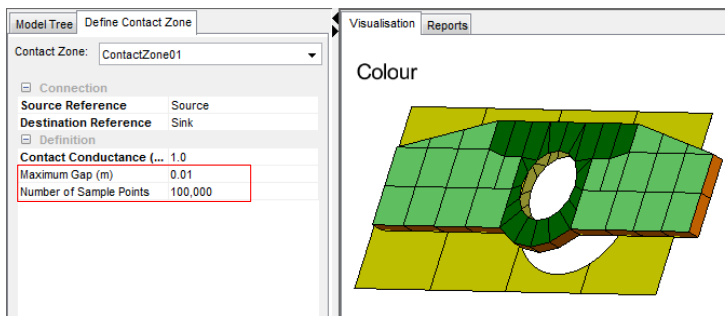 Model Tree
Define Contact Zone
Contact Zone:
ContactZone01
Connection
Source Reference
Source
Destination Reference
Sink
Definition
Contact Conductance (...
1.0
Maximum Gap (m)
0.01
Number of Sample Points
100,000
Visualisation
Reports
Colour